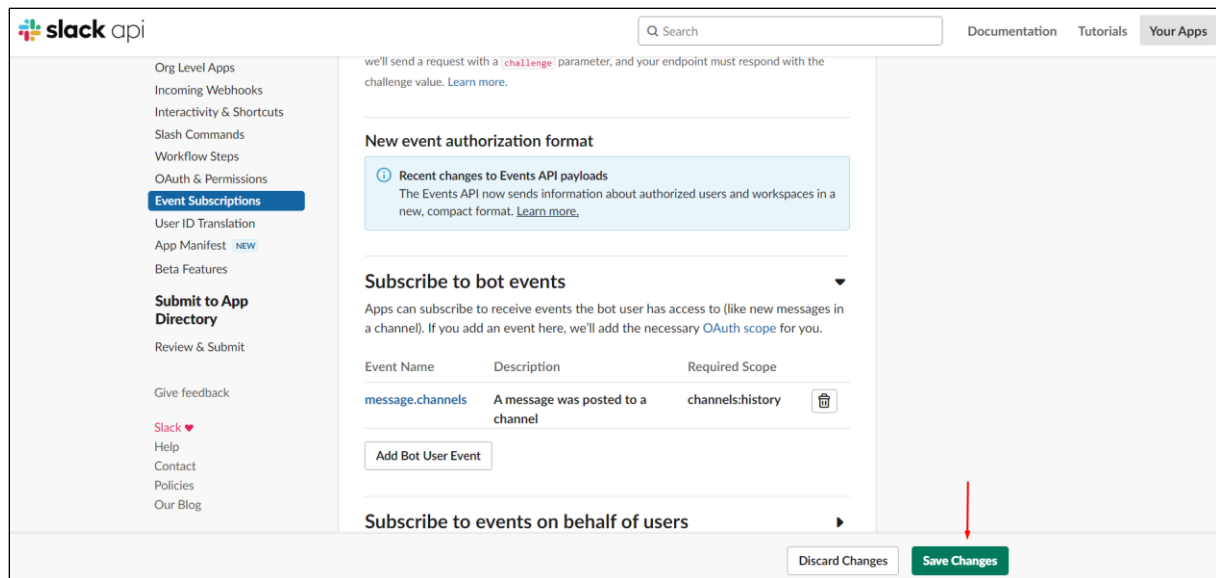 slack api
Search
Documentation
Tutorials
Your Apps
Org Level Apps
Incoming Webhooks
Interactivity & Shortcuts
Slash Commands
Workflow Steps
OAuth & Permissions
Event Subscriptions
User ID Translation
App Manifest NEW
Beta Features
Submit to App
Directory
Review & Submit
Give feedback
Slack ♥
Help
Contact
Policies
Our Blog
we'll send a request with a challenge parameter, and your endpoint must respond with the
challenge value. Learn more.
New event authorization format
Recent changes to Events API payloads
The Events API now sends information about authorized users and workspaces in a
new, compact format. Learn more.
Subscribe to bot events
Apps can subscribe to receive events the bot user has access to (like new messages in
a channel). If you add an event here, we'll add the necessary OAuth scope for you.
Event Name Description Required Scope
message.channels A message was posted to a channels:history
channel
Add Bot User Event
Subscribe to events on behalf of users
Discard Changes
Save Changes